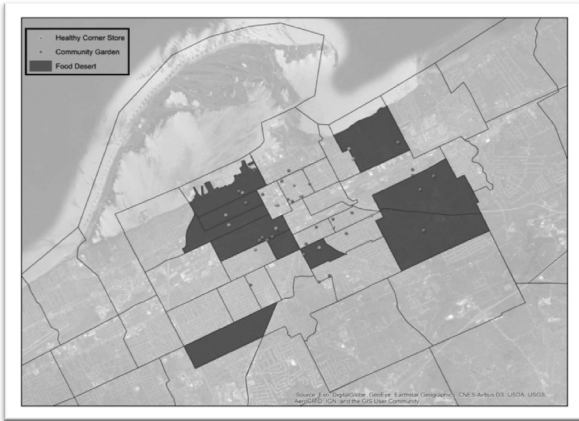 Healthy Corner Store
Community Garden
Food Desert
Source: Esri, DigitalGlobe, GeoEye, Earthstar Geographics, CNES/Airbus DS, USDA, USGS,
AeroGRID, IGN, and the GIS User Community